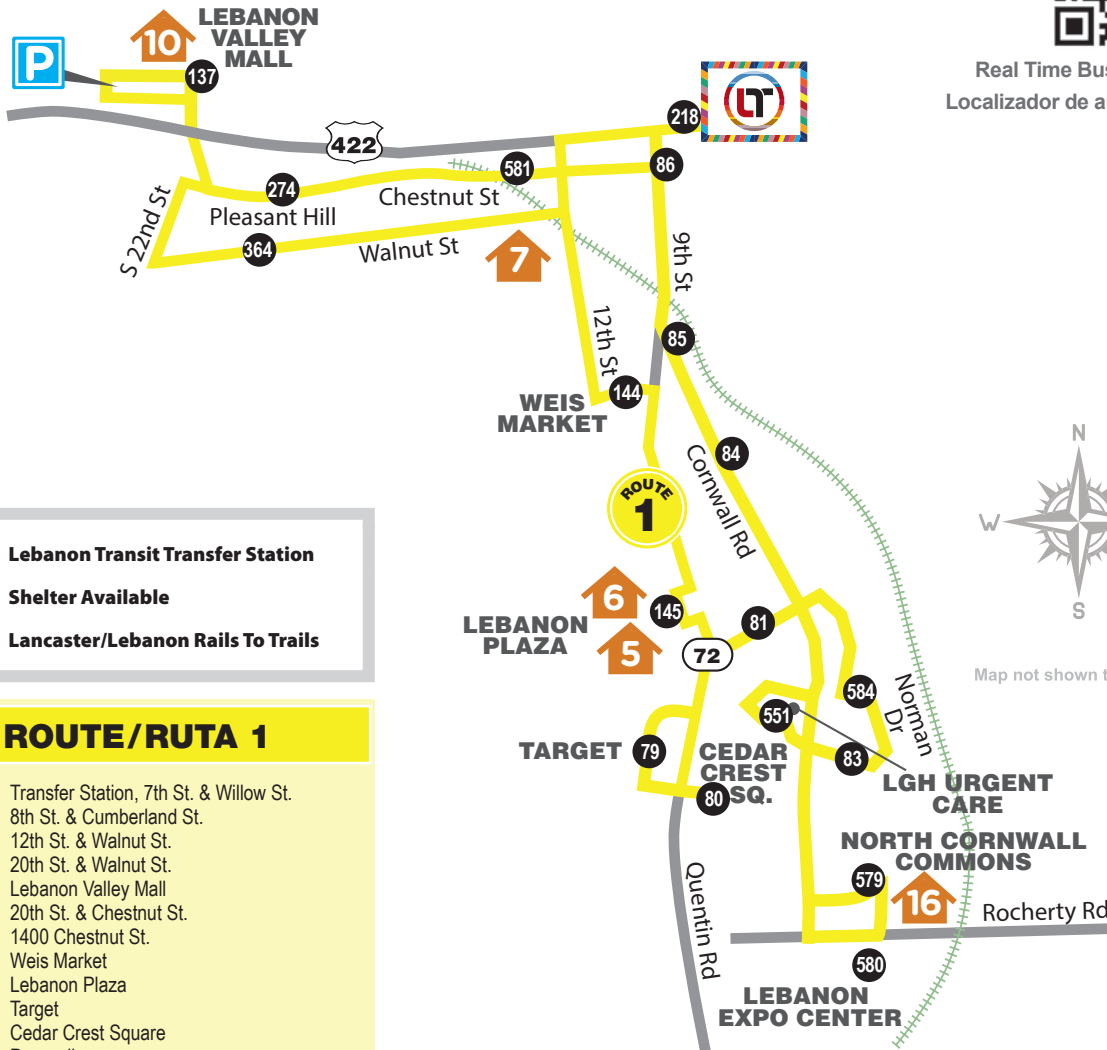 LEBANON
VALLEY
MALL
10
P
137
Real Time Bus
Localizador de a
LT
218
422
581
86
274
Chestnut St
Pleasant Hill
S 22nd St
364
Walnut St
7
9th St
12th St
85
144
WEIS
MARKET
84
Cornwall Rd
ROUTE
1
N
W
S
Lebanon Transit Transfer Station
Shelter Available
Lancaster/Lebanon Rails To Trails
6
145
LEBANON
PLAZA
5
81
72
Map not shown t
584
Norman
Dr
551
TARGET
79
CEDAR
CREST
SQ.
83
80
LGH URGENT
CARE
NORTH CORNWALL
COMMONS
579
16
Quentin Rd
Rocherty Rd
580
LEBANON
EXPO CENTER
ROUTE/RUTA 1
Transfer Station, 7th St. & Willow St.
8th St. & Cumberland St.
12th St. & Walnut St.
20th St. & Walnut St.
Lebanon Valley Mall
20th St. & Chestnut St.
1400 Chestnut St.
Weis Market
Lebanon Plaza
Target
Cedar Crest Square